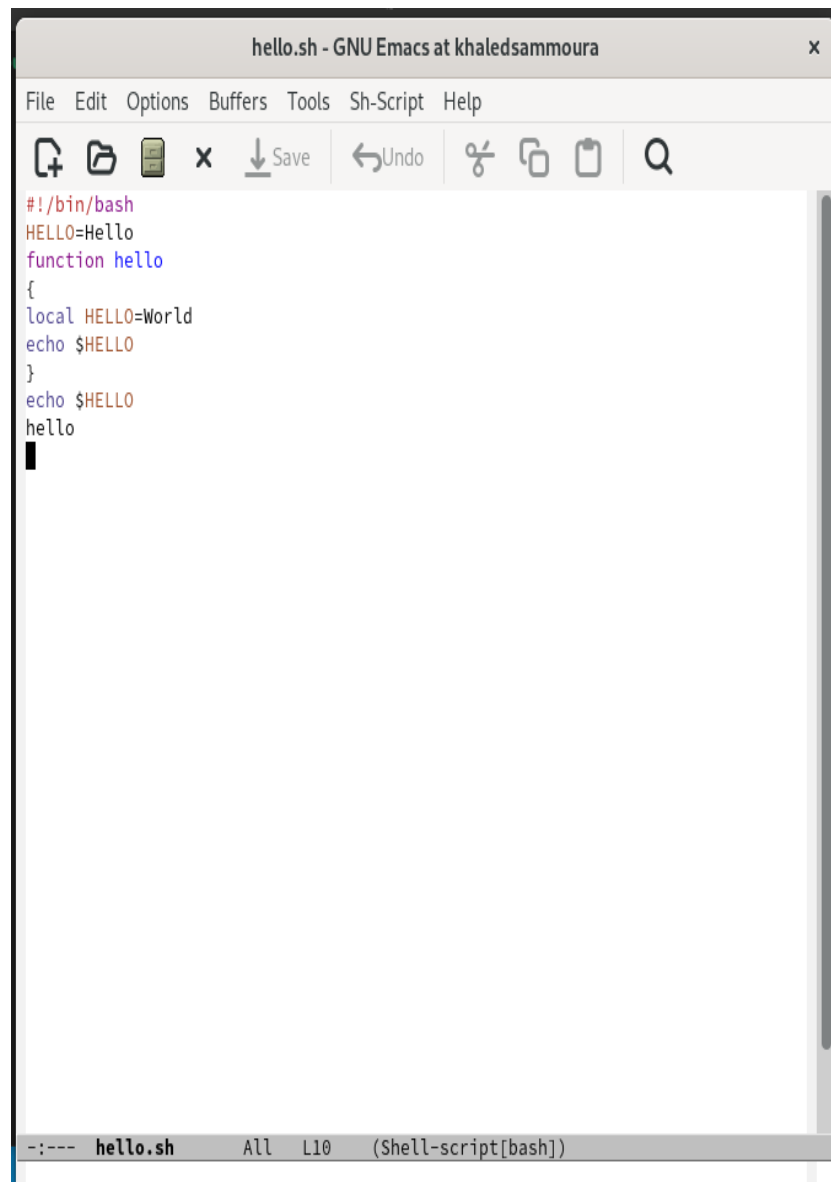 hello.sh - GNU Emacs at khaledsammoura x
File Edit Options Buffers Tools Sh-Script Help
Save Undo
#!/bin/bash
HELLO=Hello
function hello
{
local HELLO=World
echo $HELLO
}
echo $HELLO
hello
-:--- hello.sh All L10 (Shell-script[bash])